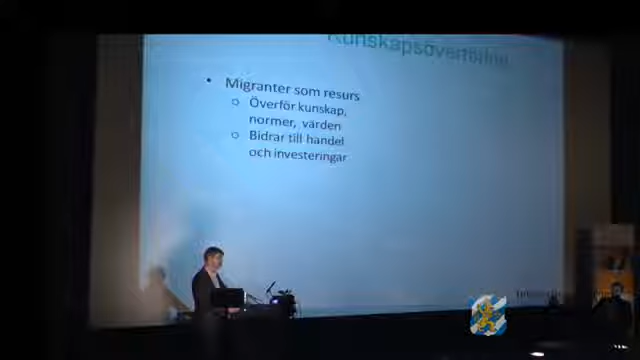 Kunskapsöverföring
• Migranter som resurs
o Överför kunskap,
normer, värden
o Bidrar till handel
och investeringar